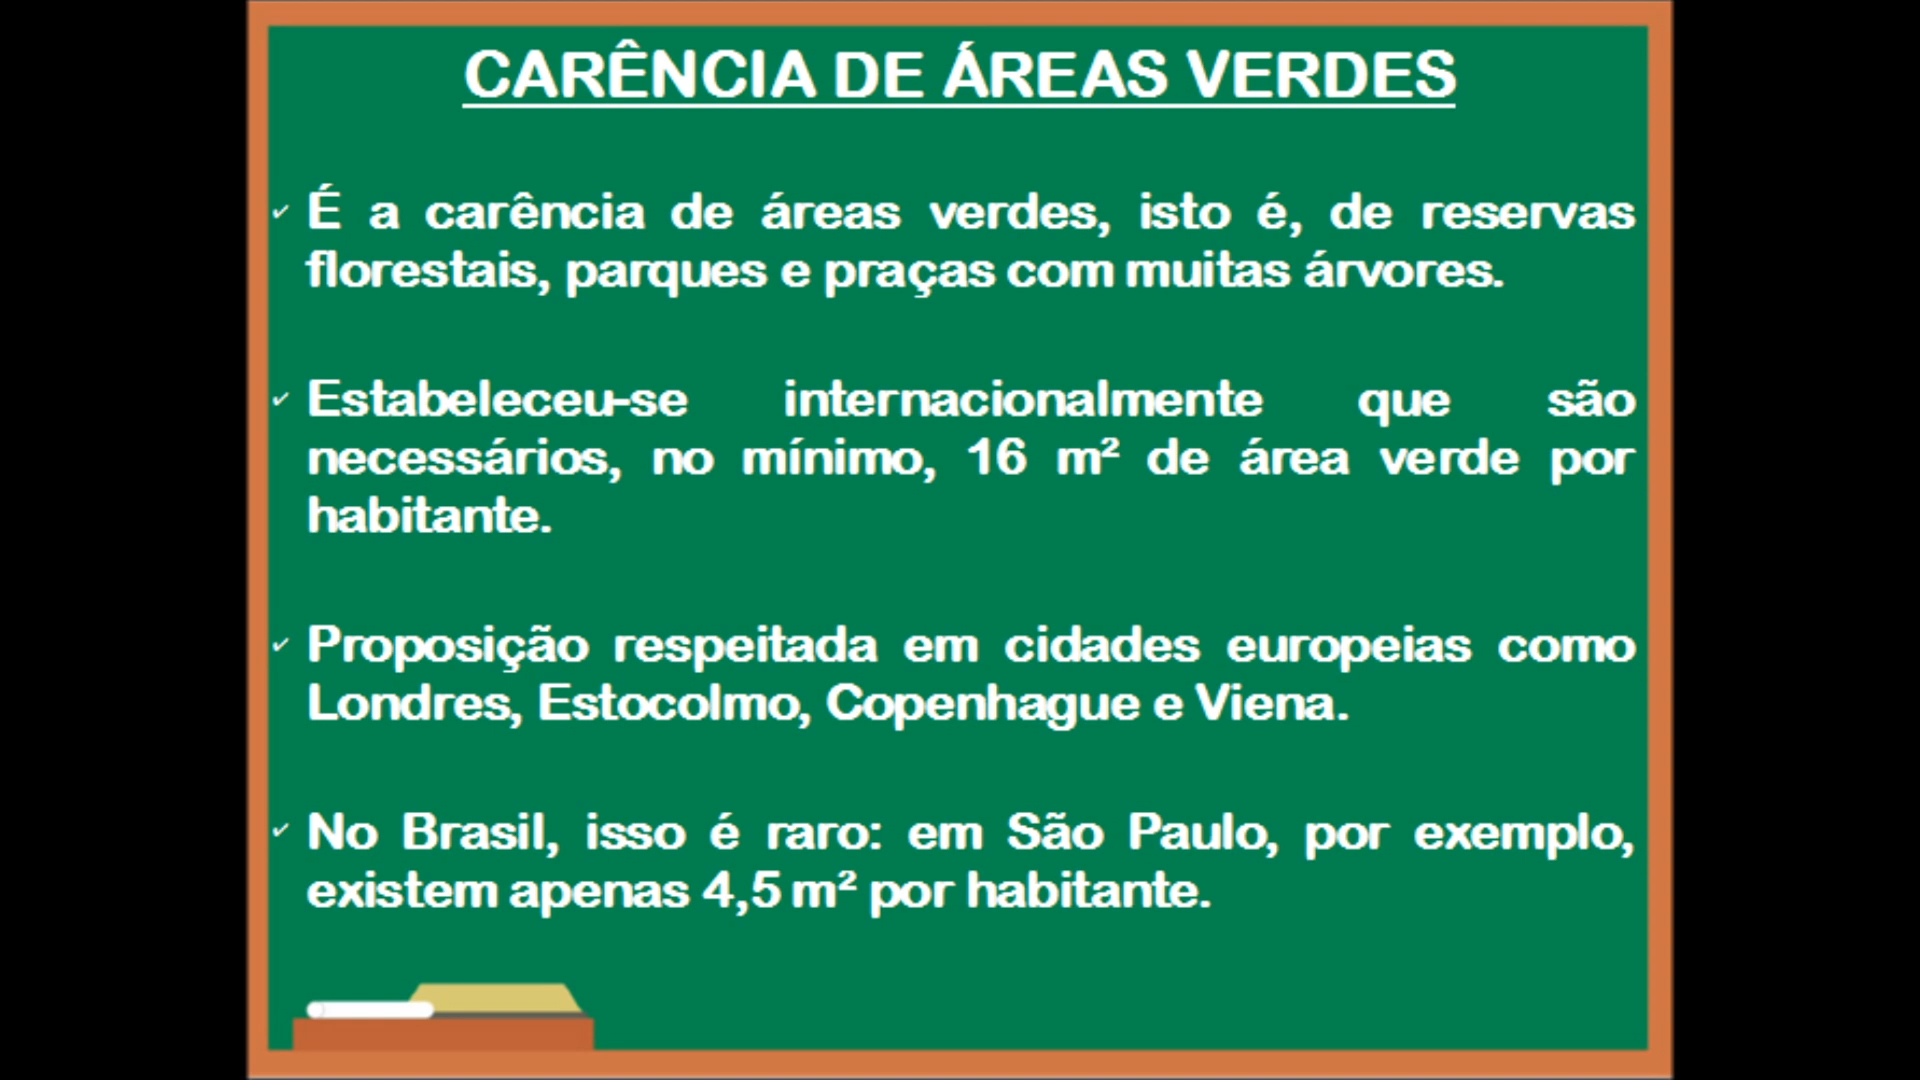 CARÊNCIA DE ÁREAS VERDES
✓ É a carência de áreas verdes, isto é, de reservas
florestais, parques e praças com muitas árvores.
✓ Estabeleceu-se internacionalmente que são
necessários, no mínimo, 16 m² de área verde por
habitante.
✓ Proposição respeitada em cidades europeias como
Londres, Estocolmo, Copenhague e Viena.
✓ No Brasil, isso é raro: em São Paulo, por exemplo,
existem apenas 4,5 m² por habitante.